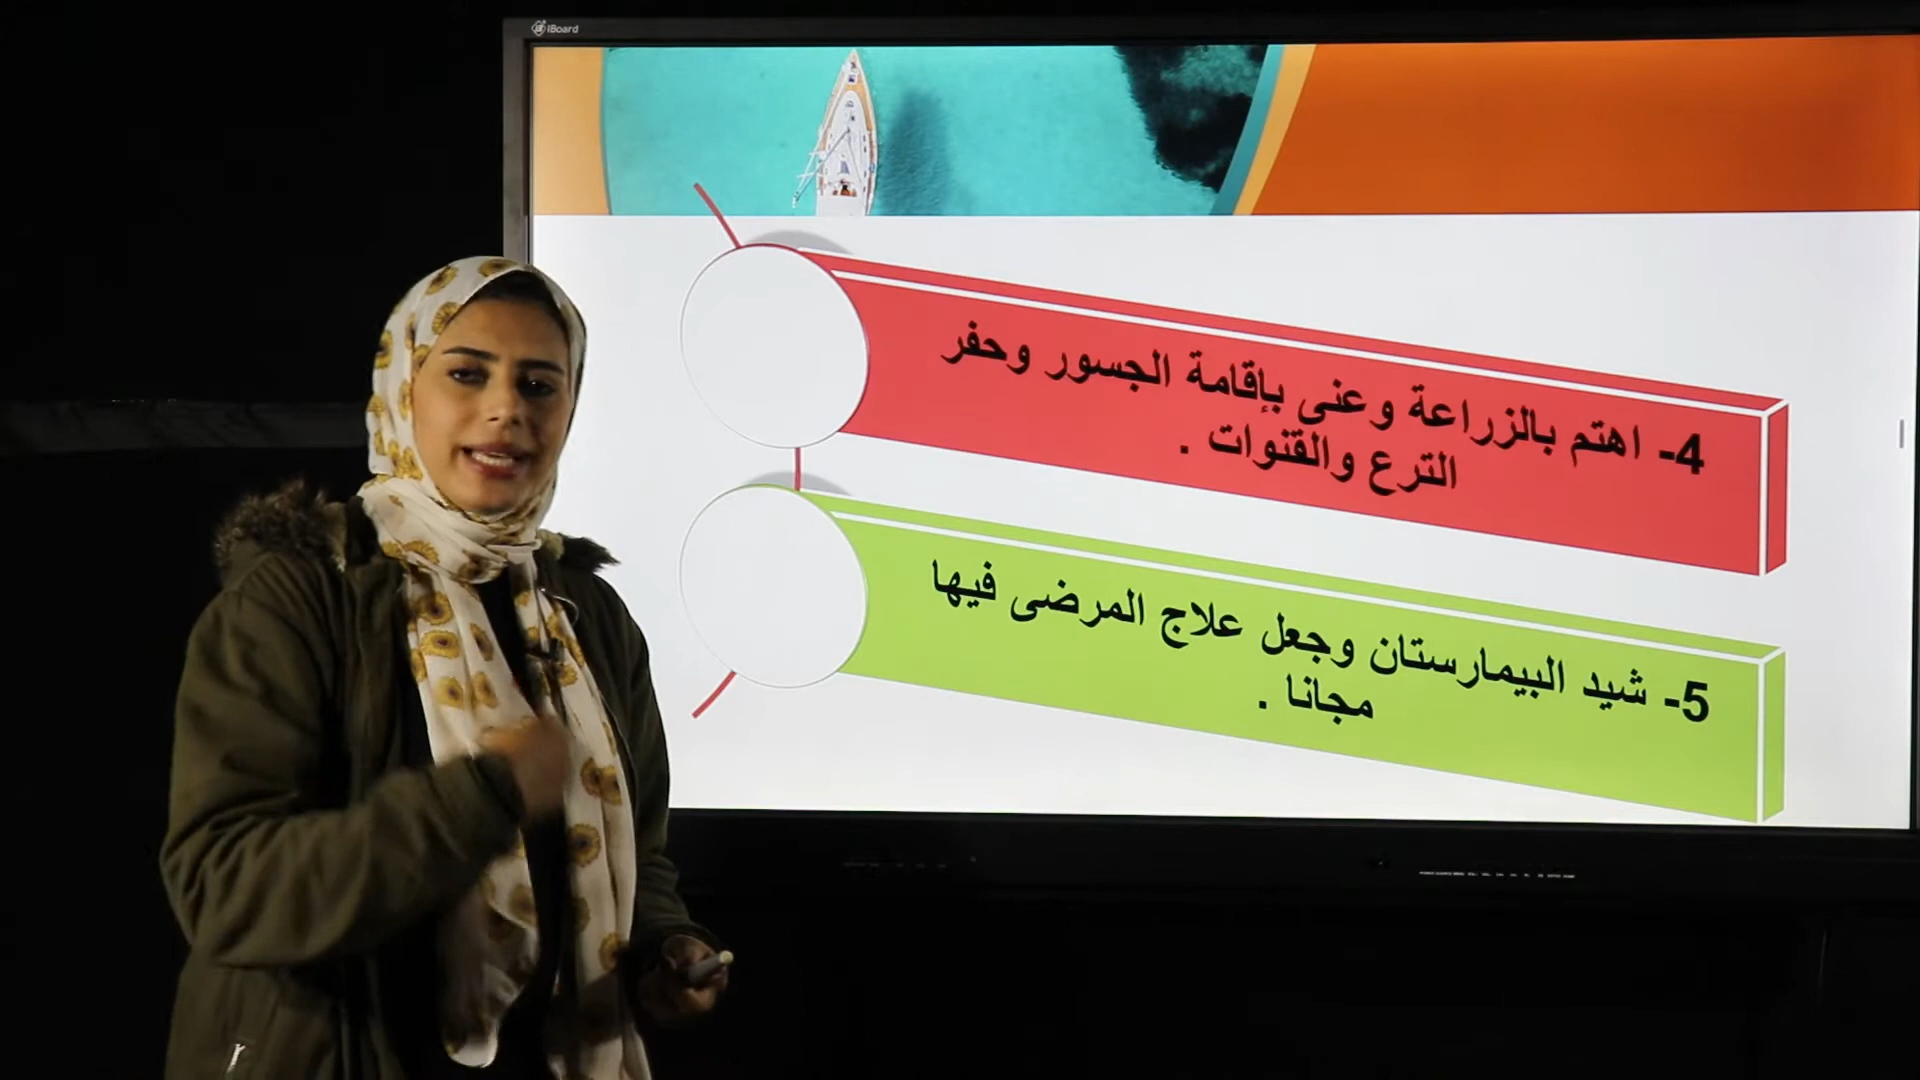 iBoard
4- اهتم بالزراعة وعنى بإقامة الجسور وحفر
الترع والقنوات .
5- شيد البيمارستان وجعل علاج المرضى فيها
مجانا .